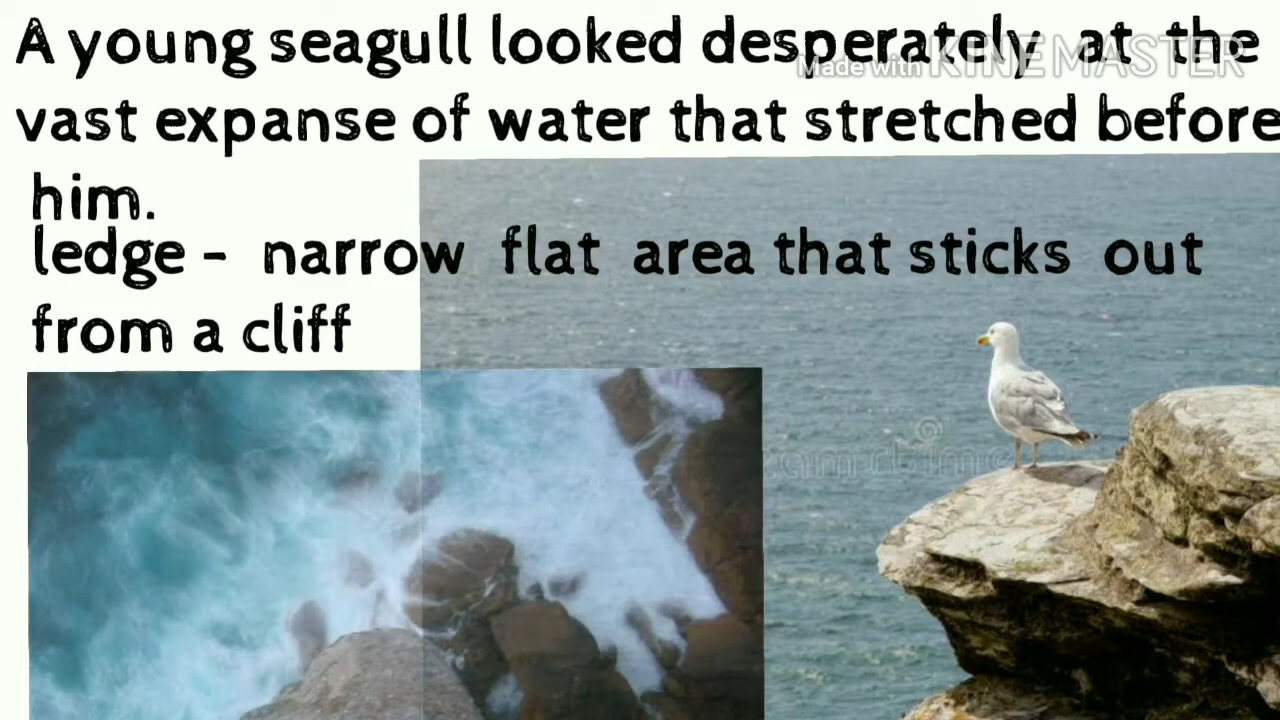 A young seagull looked desperately at the
Made with KINEMASTER
vast expanse of water that stretched before
him.
ledge - narrow flat area that sticks out
from a cliff